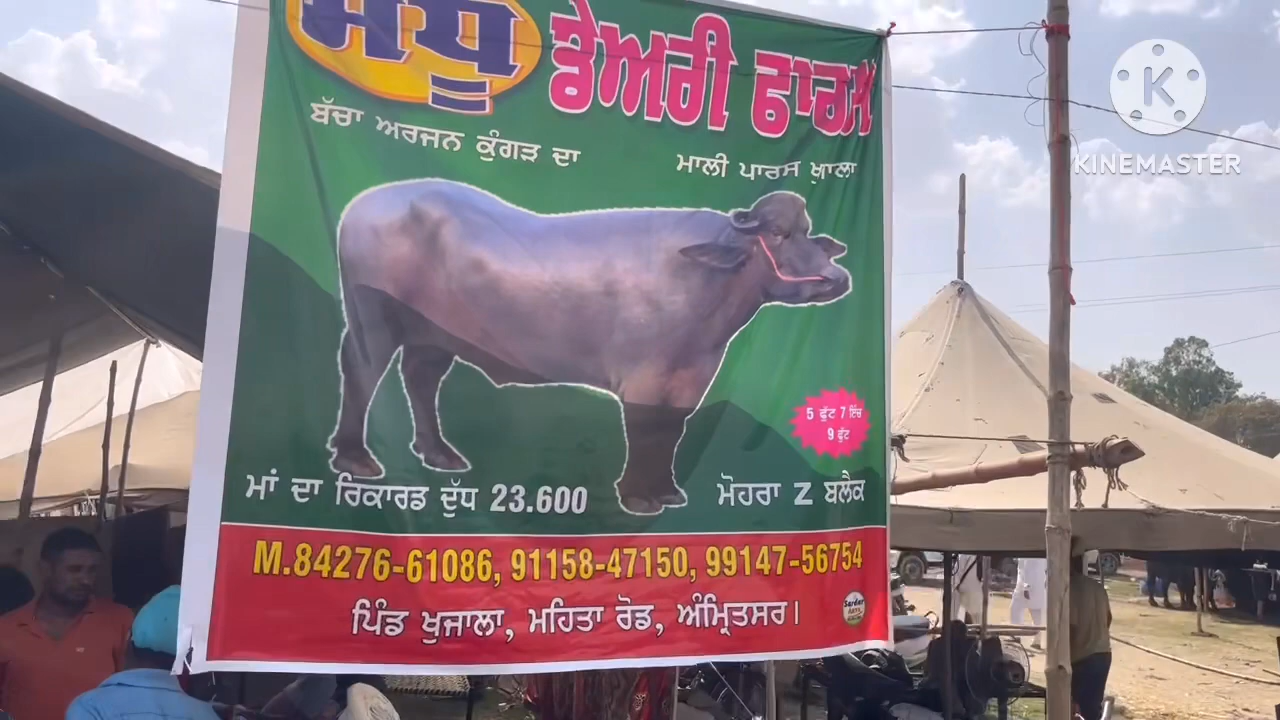 ਸਧੂ ਡੇਅਰੀ ਫਾਰਮ
ਬੱਚਾ ਅਰਜਨ ਕੁੰਗੜ ਦਾ
ਮਾਲੀ ਪਾਰਸ ਖੁਾਲਾ
5 ਫੁੱਟ 7 ਇੰਚ
9 ਫੁੱਟ
ਮਾਂ ਦਾ ਰਿਕਾਰਡ ਦੁੱਧ 23.600
ਮੋਹਰਾ Z ਬਲੈਕ
M.84276-61086, 91158-47150, 99147-56754
ਪਿੰਡ ਖੁਜਾਲਾ, ਮਹਿਤਾ ਰੋਡ, ਅੰਮ੍ਰਿਤਸਰ।
K
KINEMASTER